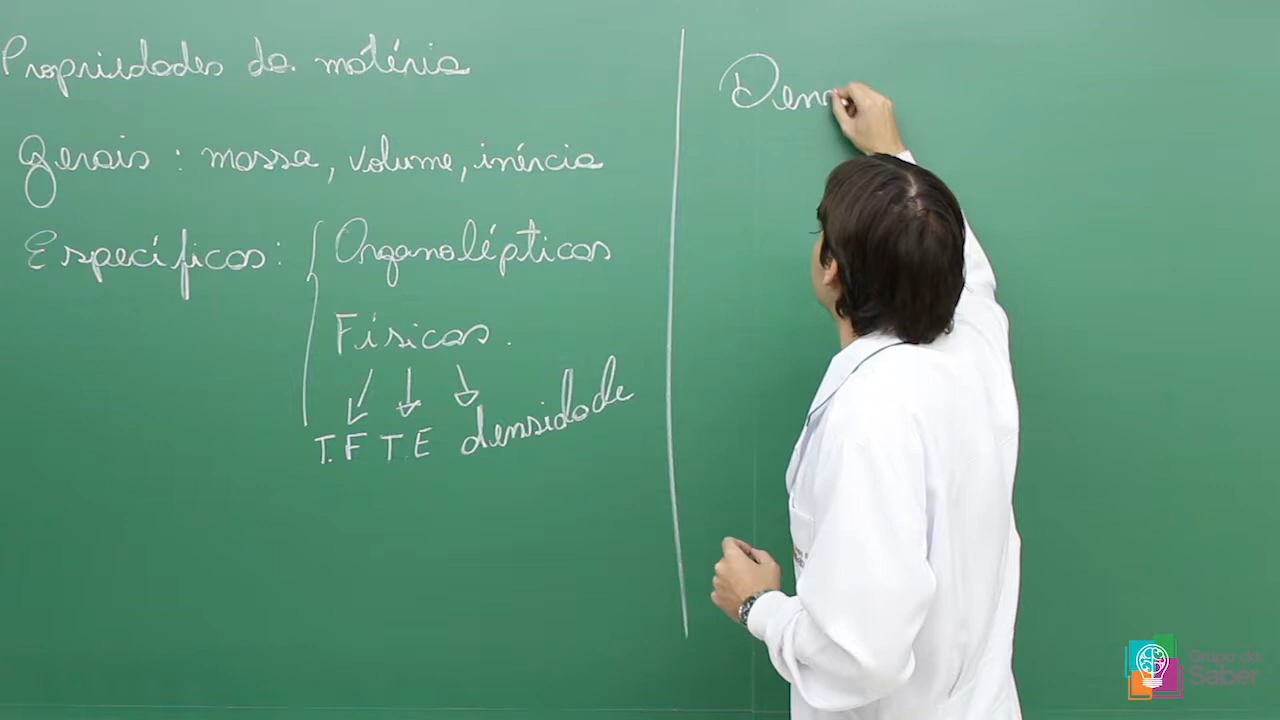 Propriedades da matéria
Gerais : massa, volume, inércia
Específicas : Organolépticas
Físicas.
T.F T.E densidade
Dens
Grupo do
Saber